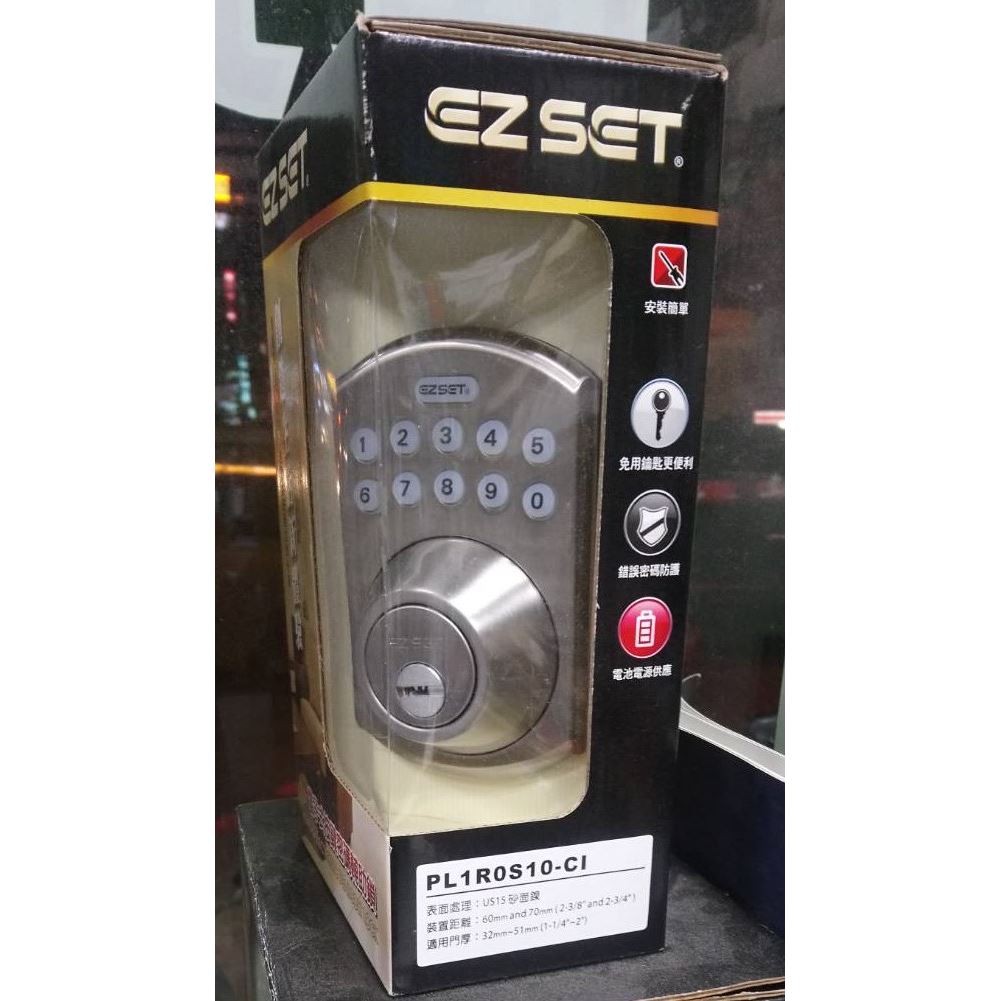 EZ SET®
EZ SET
安裝簡單
EZSET
1 2 3 4 5
6 7 8 9 0
免用鑰匙更便利
錯誤密碼防護
EZ SET
電池電源供應
PL1R0S10-CI
表面處理：US15 砂面鎳
裝置距離：60mm and 70mm ( 2-3/8" and 2-3/4" )
適用門厚：32mm~51mm (1-1/4"~2")